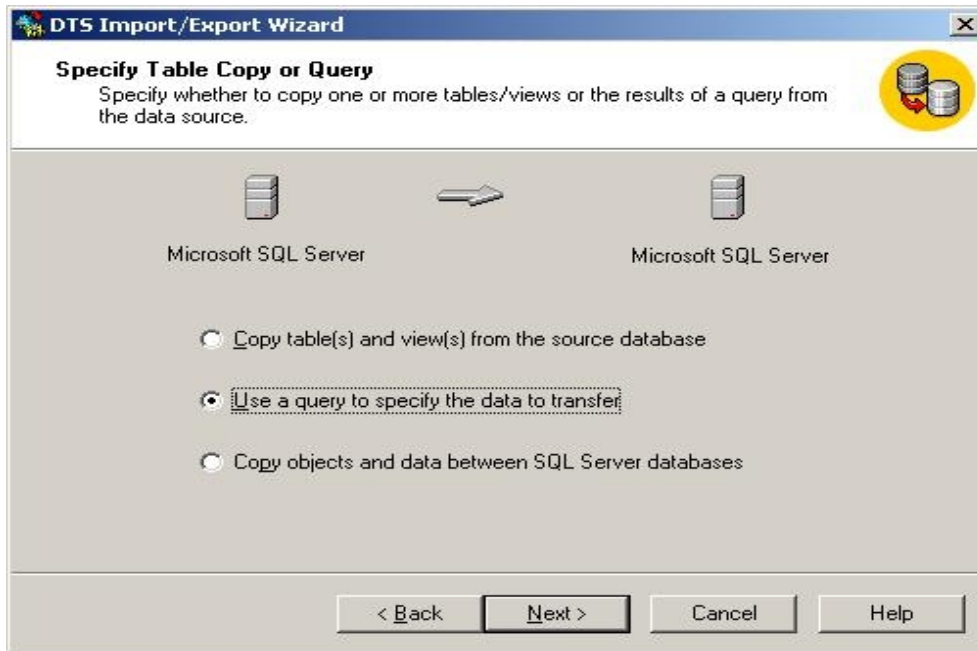 DTS Import/Export Wizard
Specify Table Copy or Query
Specify whether to copy one or more tables/views or the results of a query from
the data source.
Microsoft SQL Server
Microsoft SQL Server
Copy table(s) and view(s) from the source database
Use a query to specify the data to transfer
Copy objects and data between SQL Server databases
< Back
Next >
Cancel
Help